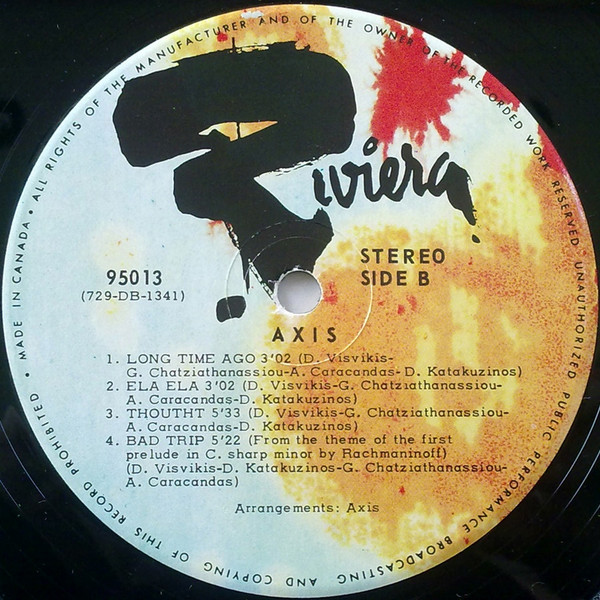 MADE IN CANADA • ALL RIGHTS OF THE MANUFACTURER AND OF THE OWNER OF THE RECORDED WORK RESERVED UNAUTHORIZED PUBLIC PERFORMANCE BROADCASTING AND COPYING OF THIS RECORD PROHIBITED •
Riviera
STEREO
SIDE B
95013
(729-DB-1341)
AXIS
1. LONG TIME AGO 3'02 (D. Visvikis-
G. Chatziathanassiou-A. Caracandas- D. Katakuzinos)
2. ELA ELA 3'02 (D. Visvikis-G. Chatziathanassiou-
A. Caracandas-D. Katakuzinos)
3. THOUTHT 5'33 (D. Visvikis-G. Chatziathanassiou-
A. Caracandas-D. Katakuzinos)
4. BAD TRIP 5'22 (From the theme of the first
prelude in C. sharp minor by Rachmaninoff)
(D. Visvikis-D. Katakuzinos-G. Chatziathanassiou-
A. Caracandas)
Arrangements: Axis